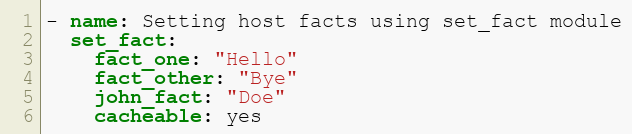 1 - name: Setting host facts using set_fact module
2   set_fact:
3     fact_one: "Hello"
4     fact_other: "Bye"
5     john_fact: "Doe"
6     cacheable: yes